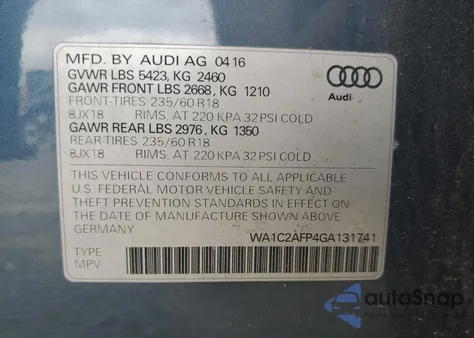 MFD. BY AUDI AG 04 16
GVWR LBS 5423, KG 2460
GAWR FRONT LBS 2668, KG 1210
FRONT-TIRES 235/60 R18
8JX18 RIMS, AT 220 KPA 32 PSI COLD
GAWR REAR LBS 2976, KG 1350
REAR-TIRES 235/60 R18
8JX18 RIMS, AT 220 KPA 32 PSI COLD
THIS VEHICLE CONFORMS TO ALL APPLICABLE
U.S. FEDERAL MOTOR VEHICLE SAFETY AND
THEFT PREVENTION STANDARDS IN EFFECT ON
THE DATE OF MANUFACTURE SHOWN ABOVE
GERMANY WA1C2AFP4GA131741
TYPE
MPV
Audi
autoSnap